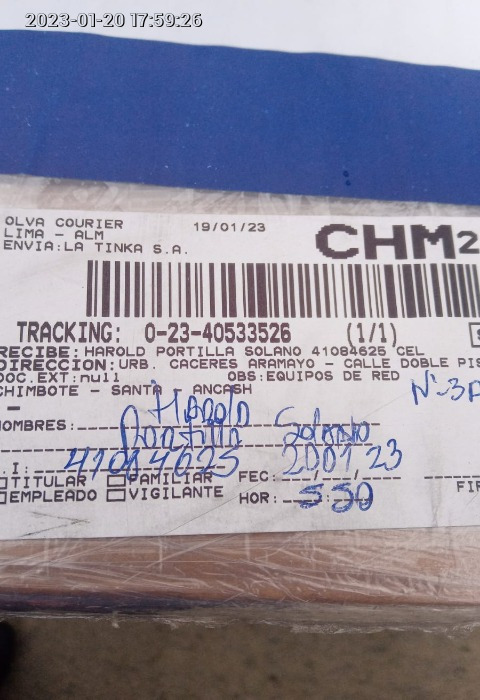 2023-01-20 17:59:26
OLVA COURIER 19/01/23 CHM2
LIMA - ALM
ENVIA:LA TINKA S.A.
TRACKING: 0-23-40533526 (1/1)
RECIBE:HAROLD PORTILLA SOLANO 41084625 CEL
DIRECCION:URB. CACERES ARAMAYO - CALLE DOBLE PIS
DOC.EXT:null OBS:EQUIPOS DE RED
CHIMBOTE - SANTA - ANCASH
Harold
NOMBRES: Portilla Solano
.I: 41084625 FEC: 20 01 23
TITULAR FAMILIAR
EMPLEADO VIGILANTE HOR: 5:50 FIR